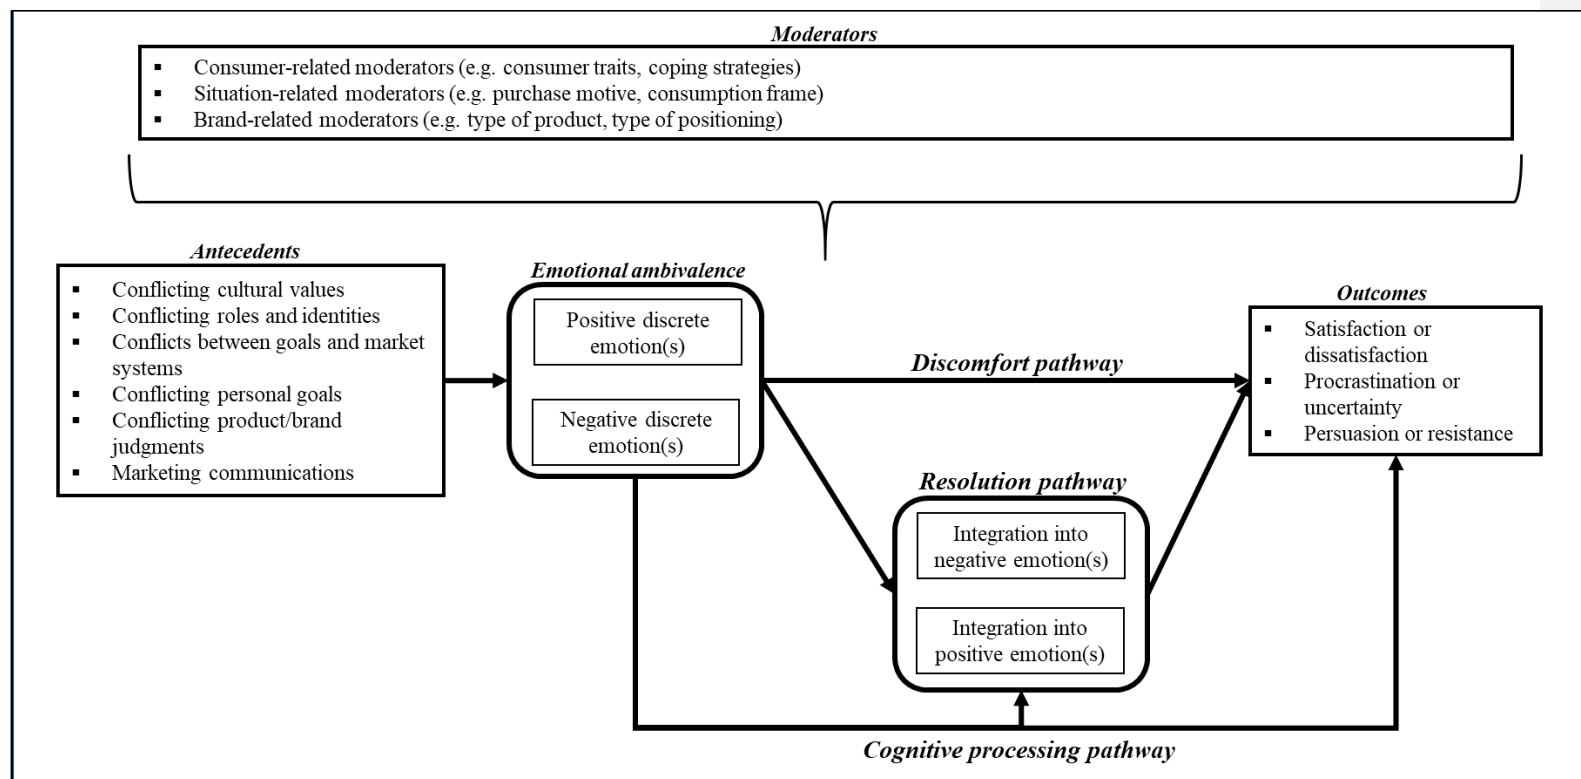 Moderators
▪ Consumer-related moderators (e.g. consumer traits, coping strategies)
▪ Situation-related moderators (e.g. purchase motive, consumption frame)
▪ Brand-related moderators (e.g. type of product, type of positioning)
Antecedents
▪ Conflicting cultural values
▪ Conflicting roles and identities
▪ Conflicts between goals and market
systems
▪ Conflicting personal goals
▪ Conflicting product/brand
judgments
▪ Marketing communications
Emotional ambivalence
Positive discrete
emotion(s)
Negative discrete
emotion(s)
Discomfort pathway
Resolution pathway
Integration into
negative emotion(s)
Integration into
positive emotion(s)
Cognitive processing pathway
Outcomes
▪ Satisfaction or
dissatisfaction
▪ Procrastination or
uncertainty
▪ Persuasion or resistance